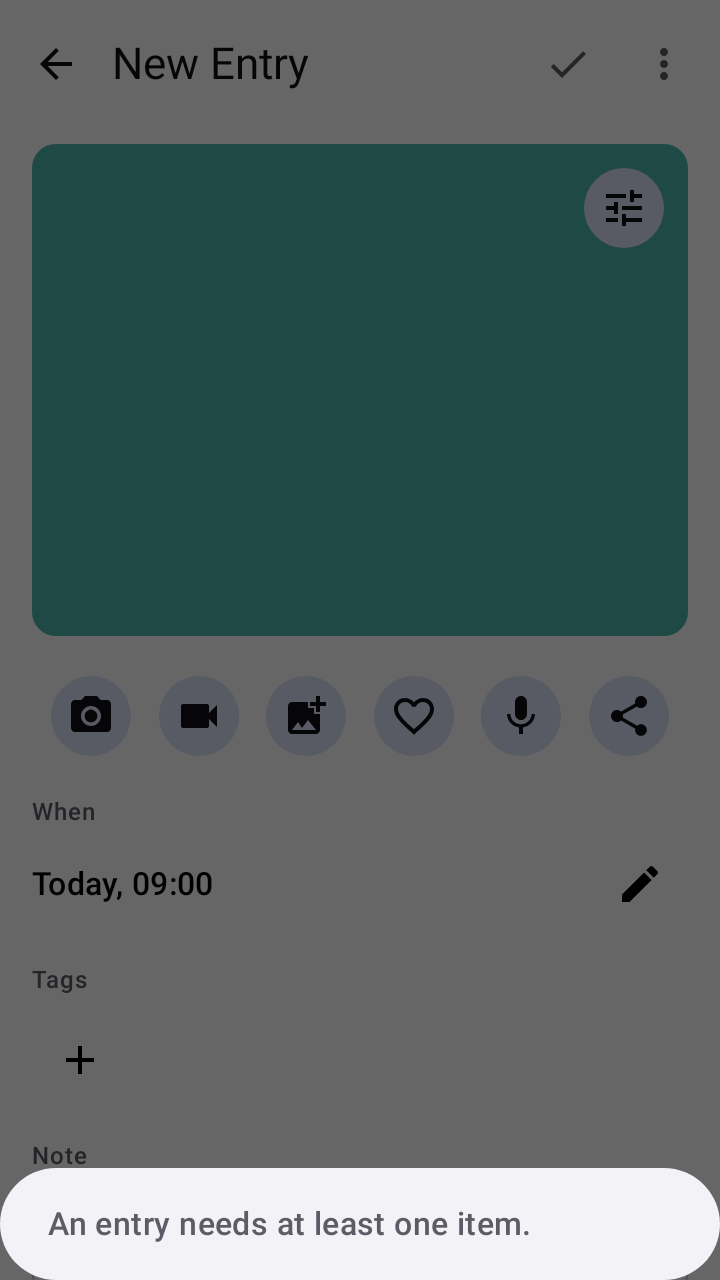 New Entry
When
Today, 09:00
Tags
Note
An entry needs at least one item.